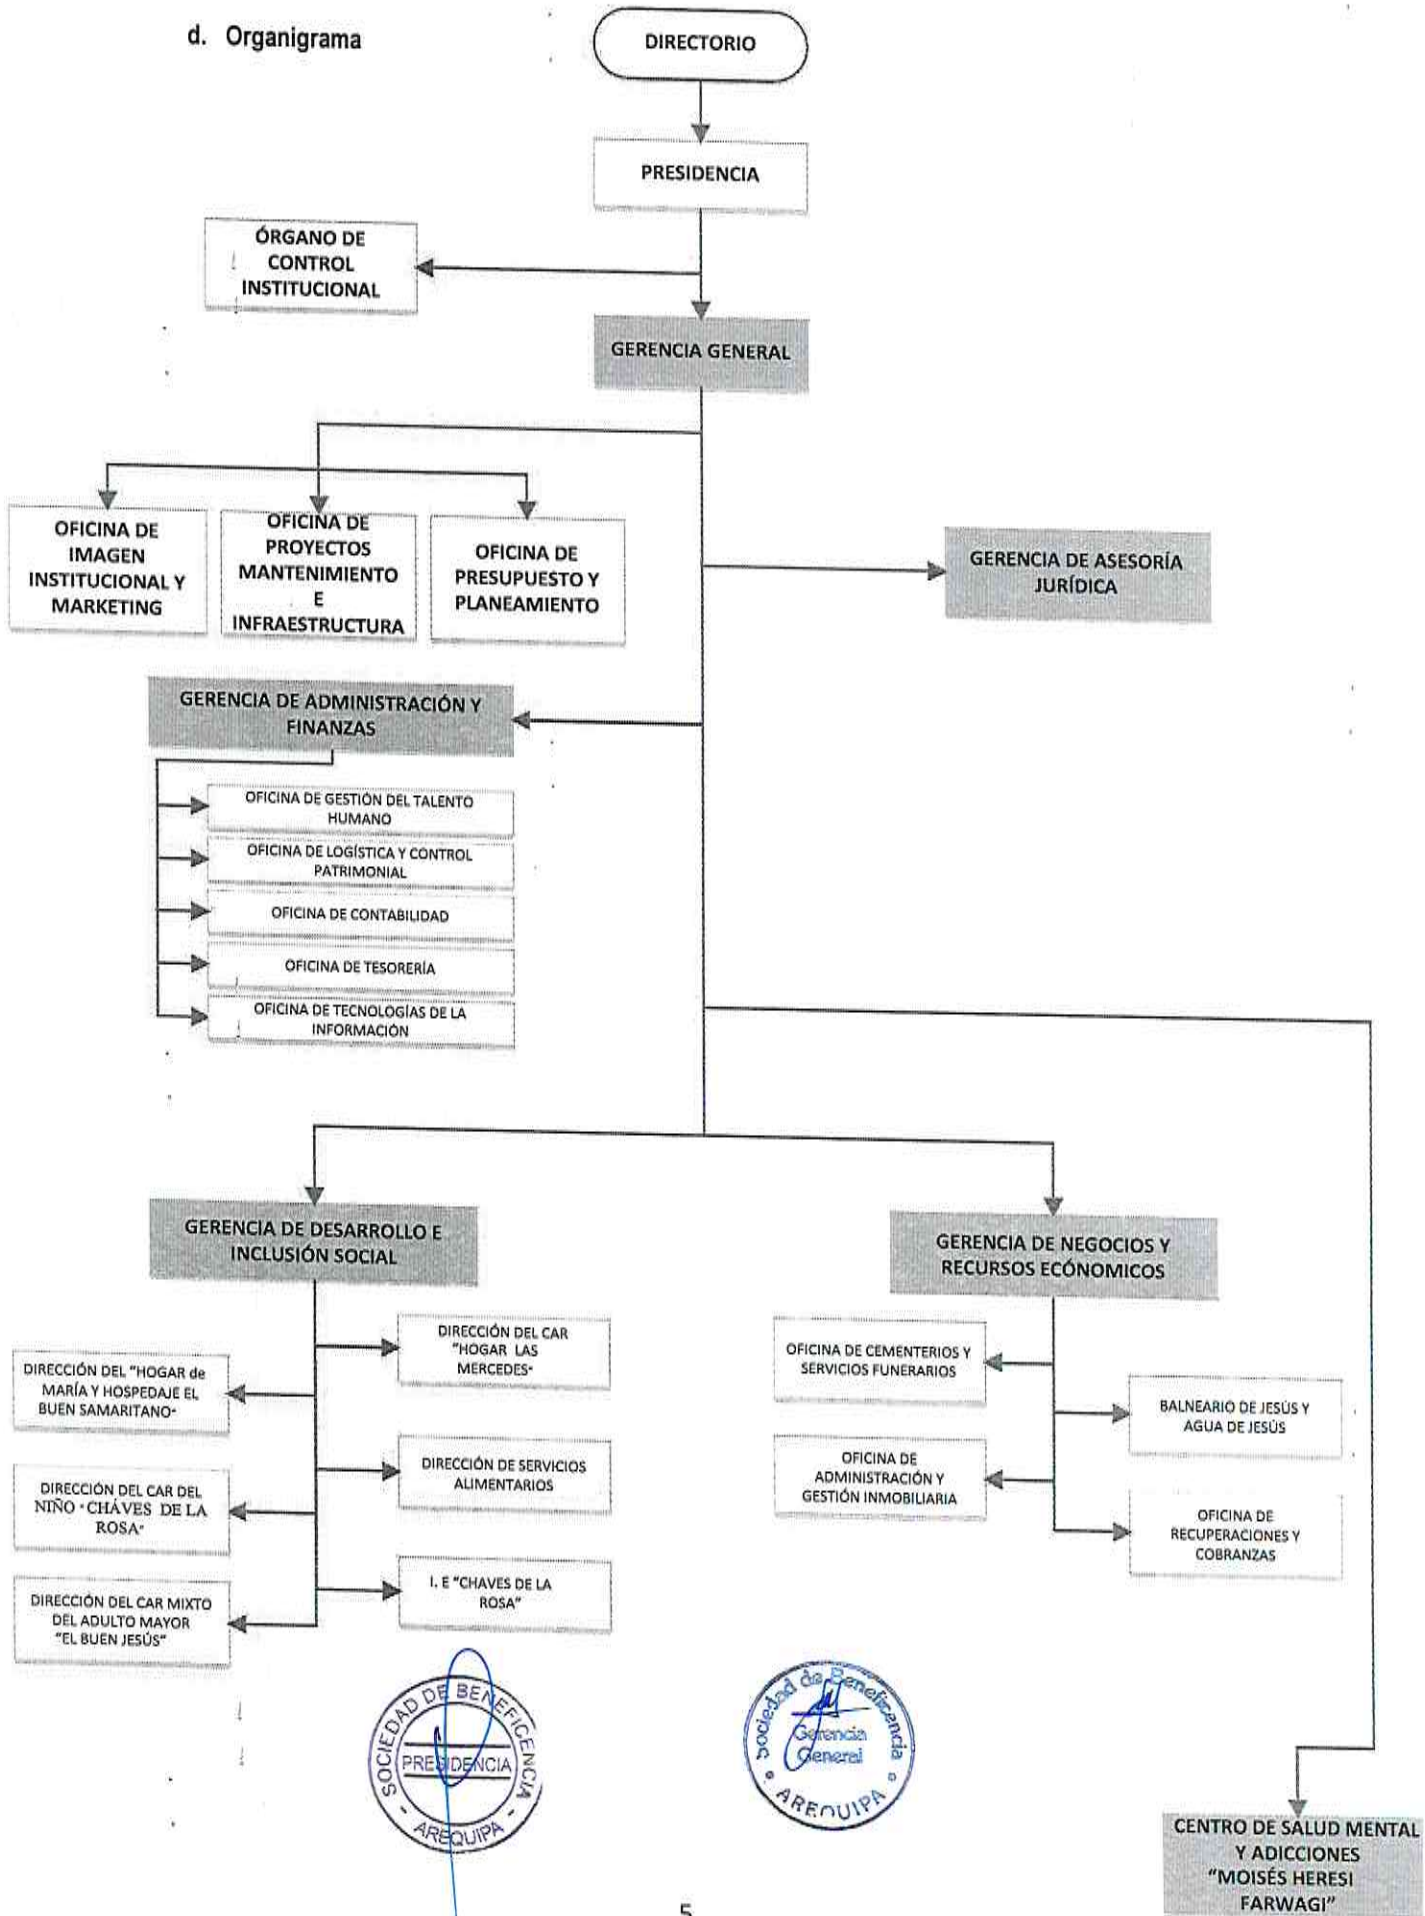 d. Organigrama
DIRECTORIO
PRESIDENCIA
ÓRGANO DE
CONTROL
INSTITUCIONAL
GERENCIA GENERAL
OFICINA DE
IMAGEN
INSTITUCIONAL Y
MARKETING
OFICINA DE
PROYECTOS
MANTENIMIENTO
E
INFRAESTRUCTURA
OFICINA DE
PRESUPUESTO Y
PLANEAMIENTO
GERENCIA DE ASESORÍA
JURÍDICA
GERENCIA DE ADMINISTRACIÓN Y
FINANZAS
OFICINA DE GESTIÓN DEL TALENTO
HUMANO
OFICINA DE LOGÍSTICA Y CONTROL
PATRIMONIAL
OFICINA DE CONTABILIDAD
OFICINA DE TESORERÍA
OFICINA DE TECNOLOGÍAS DE LA
INFORMACIÓN
GERENCIA DE DESARROLLO E
INCLUSIÓN SOCIAL
GERENCIA DE NEGOCIOS Y
RECURSOS ECÓNOMICOS
DIRECCIÓN DEL CAR
"HOGAR LAS
MERCEDES"
DIRECCIÓN DEL "HOGAR de
MARÍA Y HOSPEDAJE EL
BUEN SAMARITANO"
DIRECCIÓN DE SERVICIOS
ALIMENTARIOS
DIRECCIÓN DEL CAR DEL
NIÑO "CHÁVES DE LA
ROSA"
I. E "CHAVES DE LA
ROSA"
DIRECCIÓN DEL CAR MIXTO
DEL ADULTO MAYOR
"EL BUEN JESÚS"
OFICINA DE CEMENTERIOS Y
SERVICIOS FUNERARIOS
BALNEARIO DE JESÚS Y
AGUA DE JESÚS
OFICINA DE
ADMINISTRACIÓN Y
GESTIÓN INMOBILIARIA
OFICINA DE
RECUPERACIONES Y
COBRANZAS
SOCIEDAD DE BENEFICENCIA
PRESIDENCIA
- AREQUIPA -
Sociedad de Beneficencia
Gerencia
General
AREQUIPA
CENTRO DE SALUD MENTAL
Y ADICCIONES
"MOISÉS HERESI
FARWAGI"
5